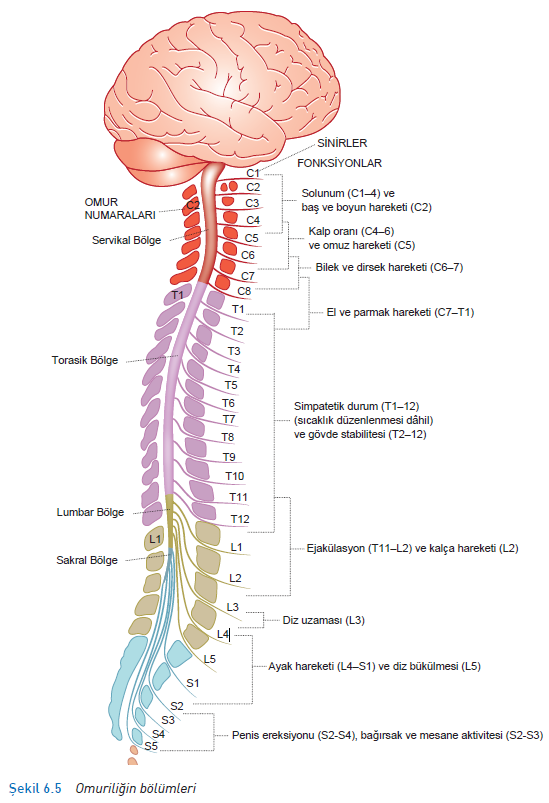 SİNİRLER
FONKSİYONLAR
C1
C2
C3
C4
C5
C6
C7
C8
OMUR
NUMARALARI
C2
Servikal Bölge
Solunum (C1–4) ve
baş ve boyun hareketi (C2)
Kalp oranı (C4–6)
ve omuz hareketi (C5)
Bilek ve dirsek hareketi (C6–7)
El ve parmak hareketi (C7–T1)
T1
T1
T2
T3
T4
T5
T6
T7
T8
T9
T10
T11
T12
Torasik Bölge
Simpatetik durum (T1–12)
(sıcaklık düzenlenmesi dâhil)
ve gövde stabilitesi (T2–12)
Lumbar Bölge
L1
Sakral Bölge
L1
L2
L3
L4
L5
Ejakülasyon (T11–L2) ve kalça hareketi (L2)
Diz uzaması (L3)
Ayak hareketi (L4–S1) ve diz bükülmesi (L5)
S1
S2
S3
S4
S5
Penis ereksiyonu (S2-S4), bağırsak ve mesane aktivitesi (S2-S3)
Şekil 6.5 Omuriliğin bölümleri